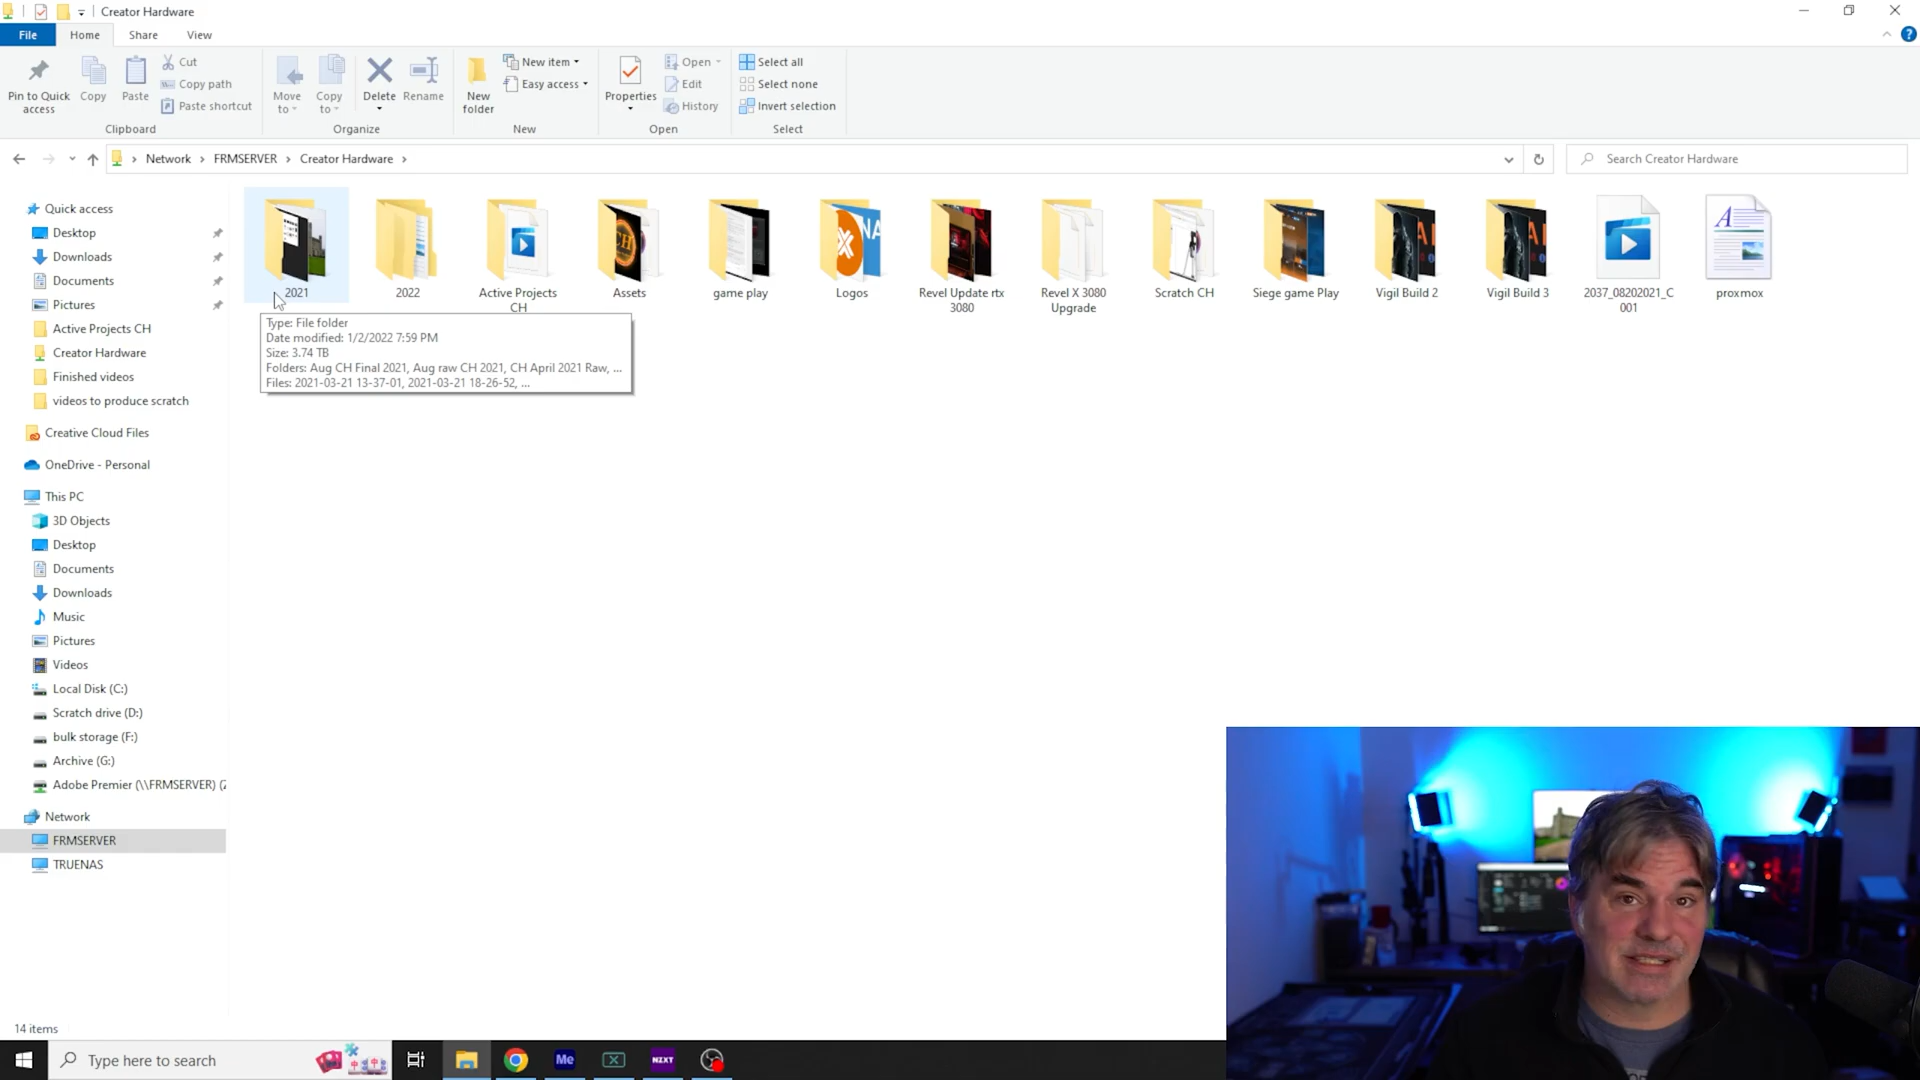 Creator Hardware
File Home Share View
Pin to Quick access
Copy
Paste
Cut
Copy path
Paste shortcut
Clipboard
Move to
Copy to
Delete
Rename
Organize
New folder
New item
Easy access
New
Properties
Open
Edit
History
Open
Select all
Select none
Invert selection
Select
Network > FRMSERVER > Creator Hardware >
Search Creator Hardware
Quick access
Desktop
Downloads
Documents
Pictures
Active Projects CH
Creator Hardware
Finished videos
videos to produce scratch
Creative Cloud Files
OneDrive - Personal
This PC
3D Objects
Desktop
Documents
Downloads
Music
Pictures
Videos
Local Disk (C:)
Scratch drive (D:)
bulk storage (F:)
Archive (G:)
Adobe Premier (\\FRMSERVER) (Z
Network
FRMSERVER
TRUENAS
2021
2022
Active Projects CH
Assets
game play
Logos
Revel Update rtx 3080
Revel X 3080 Upgrade
Scratch CH
Siege game Play
Vigil Build 2
Vigil Build 3
2037_08202021_C001
proxmox
Type: File folder
Date modified: 1/2/2022 7:59 PM
Size: 3.74 TB
Folders: Aug CH Final 2021, Aug raw CH 2021, CH April 2021 Raw, ...
Files: 2021-03-21 13-37-01, 2021-03-21 18-26-52, ...
14 items
Type here to search
Me
NZXT